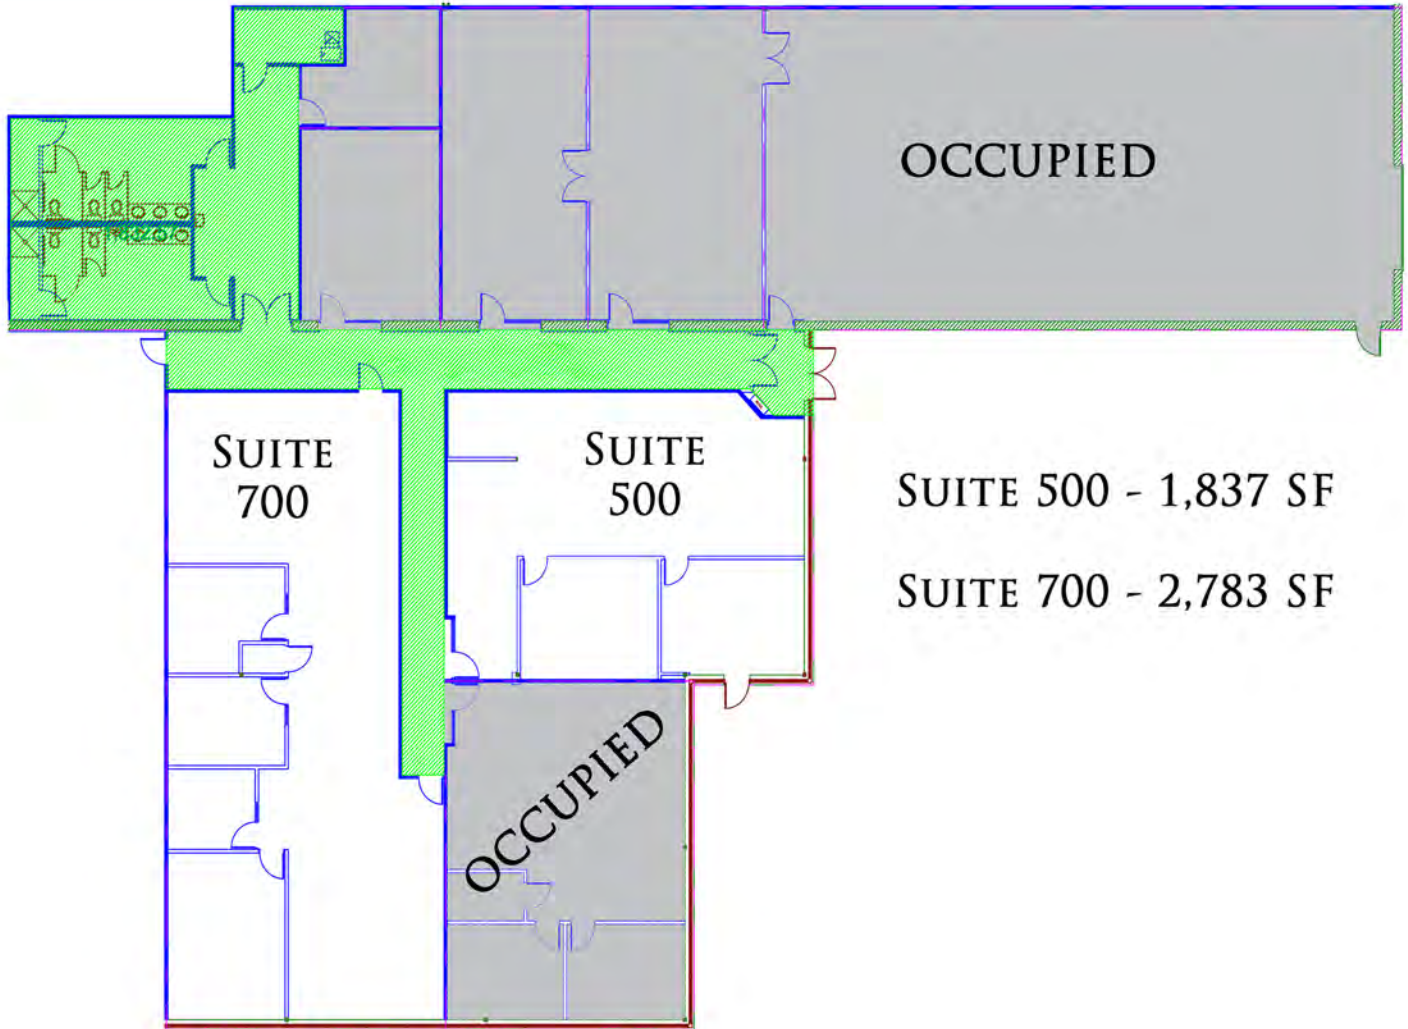 OCCUPIED
SUITE
700
SUITE
500
SUITE 500 - 1,837 SF
SUITE 700 - 2,783 SF
OCCUPIED